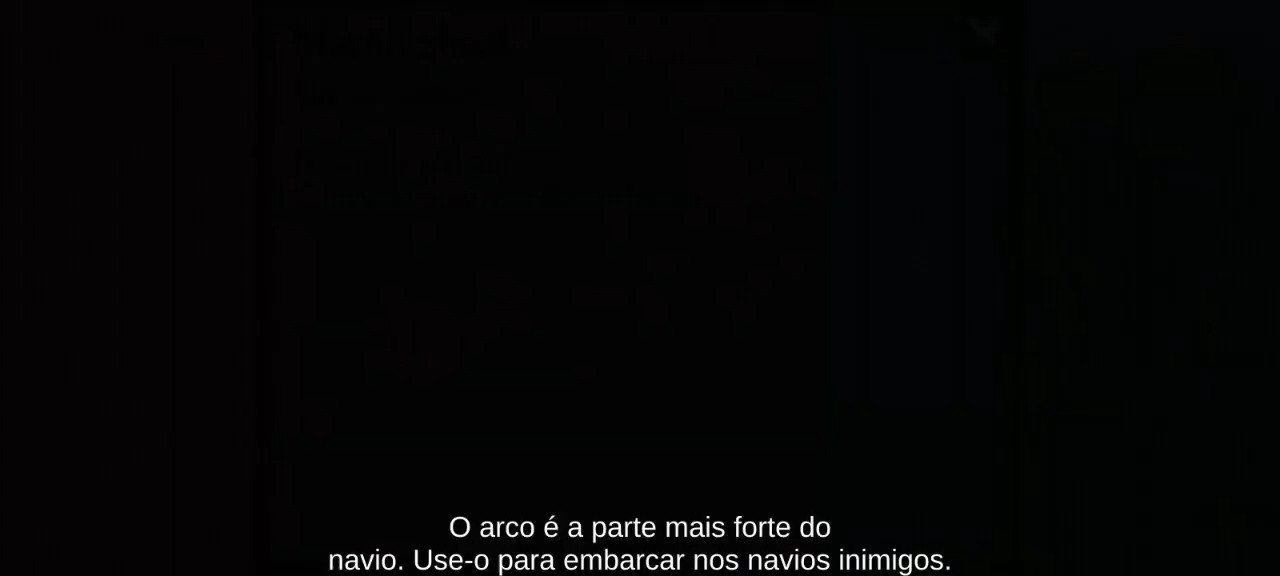 O arco é a parte mais forte do
navio. Use-o para embarcar nos navios inimigos.